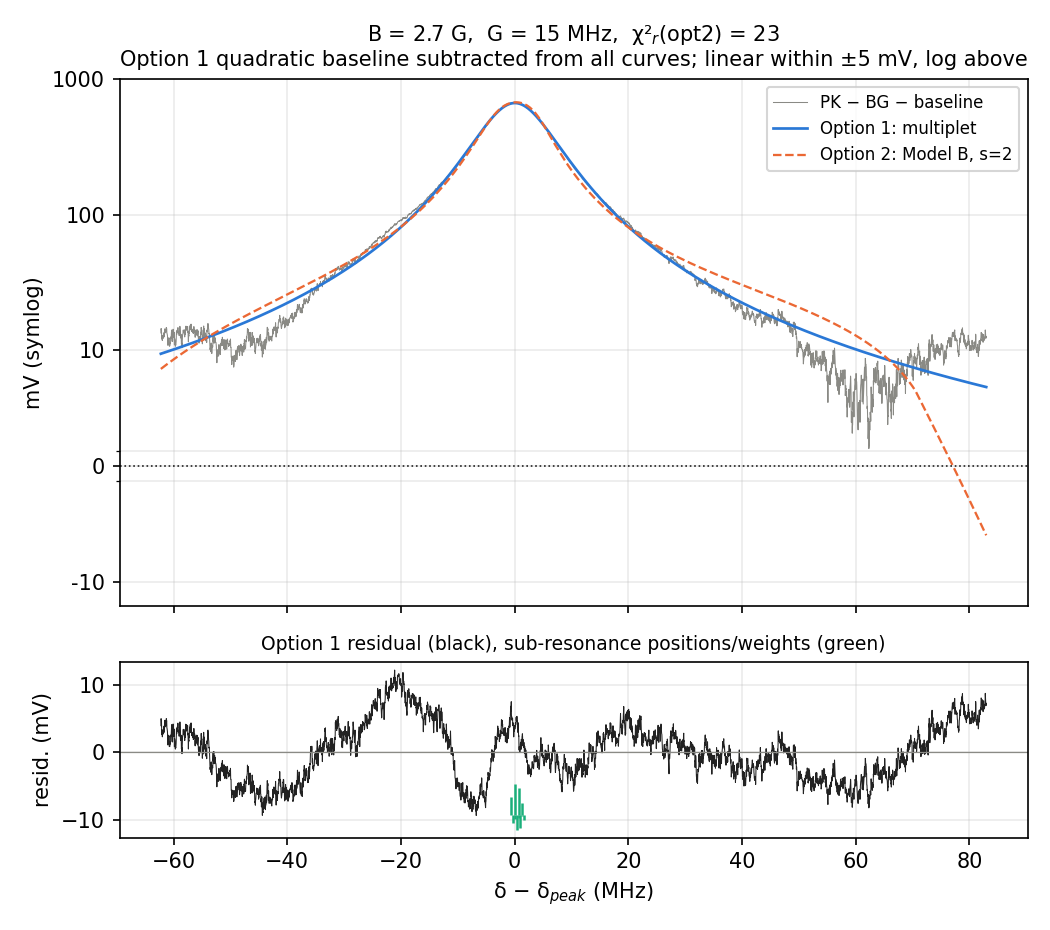 B = 2.7 G, G = 15 MHz, χ²ᵣ(opt2) = 23
Option 1 quadratic baseline subtracted from all curves; linear within ±5 mV, log above
1000
100
10
0
-10
mV (symlog)
PK − BG − baseline
Option 1: multiplet
Option 2: Model B, s=2
Option 1 residual (black), sub-resonance positions/weights (green)
10
0
−10
resid. (mV)
−60 −40 −20 0 20 40 60 80
δ − δpeak (MHz)